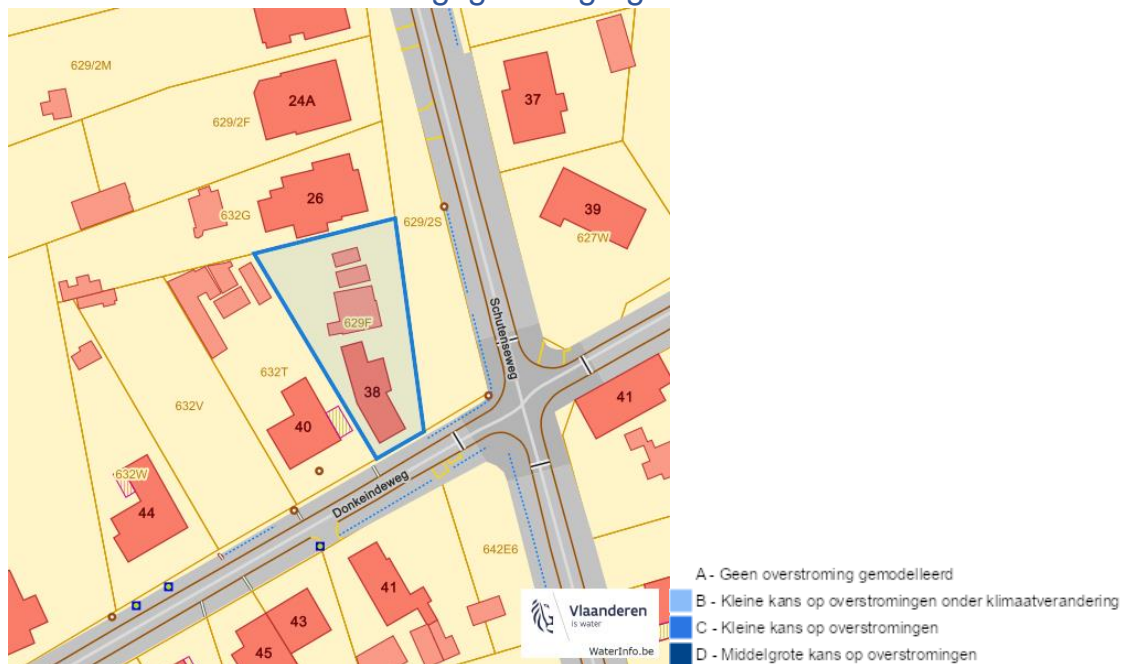 629/2M
24A
37
629/2F
26
632G
629/2S
39
627W
Schutenseweg
629F
632T
38
632V
40
41
632W
44
Donkeindeweg
642E6
41
43
45
Vlaanderen
is water
WaterInfo.be
A - Geen overstroming gemodelleerd
B - Kleine kans op overstromingen onder klimaatverandering
C - Kleine kans op overstromingen
D - Middelgrote kans op overstromingen